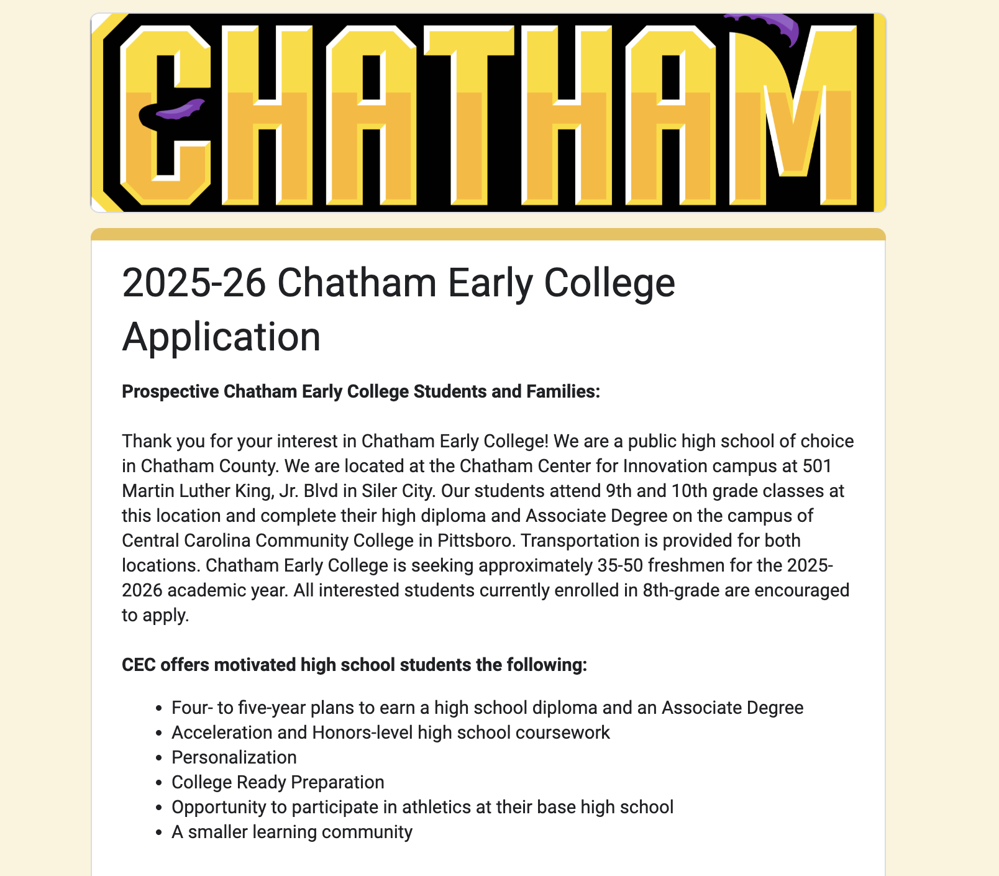 CHATHAM
2025-26 Chatham Early College
Application
Prospective Chatham Early College Students and Families:
Thank you for your interest in Chatham Early College! We are a public high school of choice
in Chatham County. We are located at the Chatham Center for Innovation campus at 501
Martin Luther King, Jr. Blvd in Siler City. Our students attend 9th and 10th grade classes at
this location and complete their high diploma and Associate Degree on the campus of
Central Carolina Community College in Pittsboro. Transportation is provided for both
locations. Chatham Early College is seeking approximately 35-50 freshmen for the 2025-
2026 academic year. All interested students currently enrolled in 8th-grade are encouraged
to apply.
CEC offers motivated high school students the following:
• Four- to five-year plans to earn a high school diploma and an Associate Degree
• Acceleration and Honors-level high school coursework
• Personalization
• College Ready Preparation
• Opportunity to participate in athletics at their base high school
• A smaller learning community